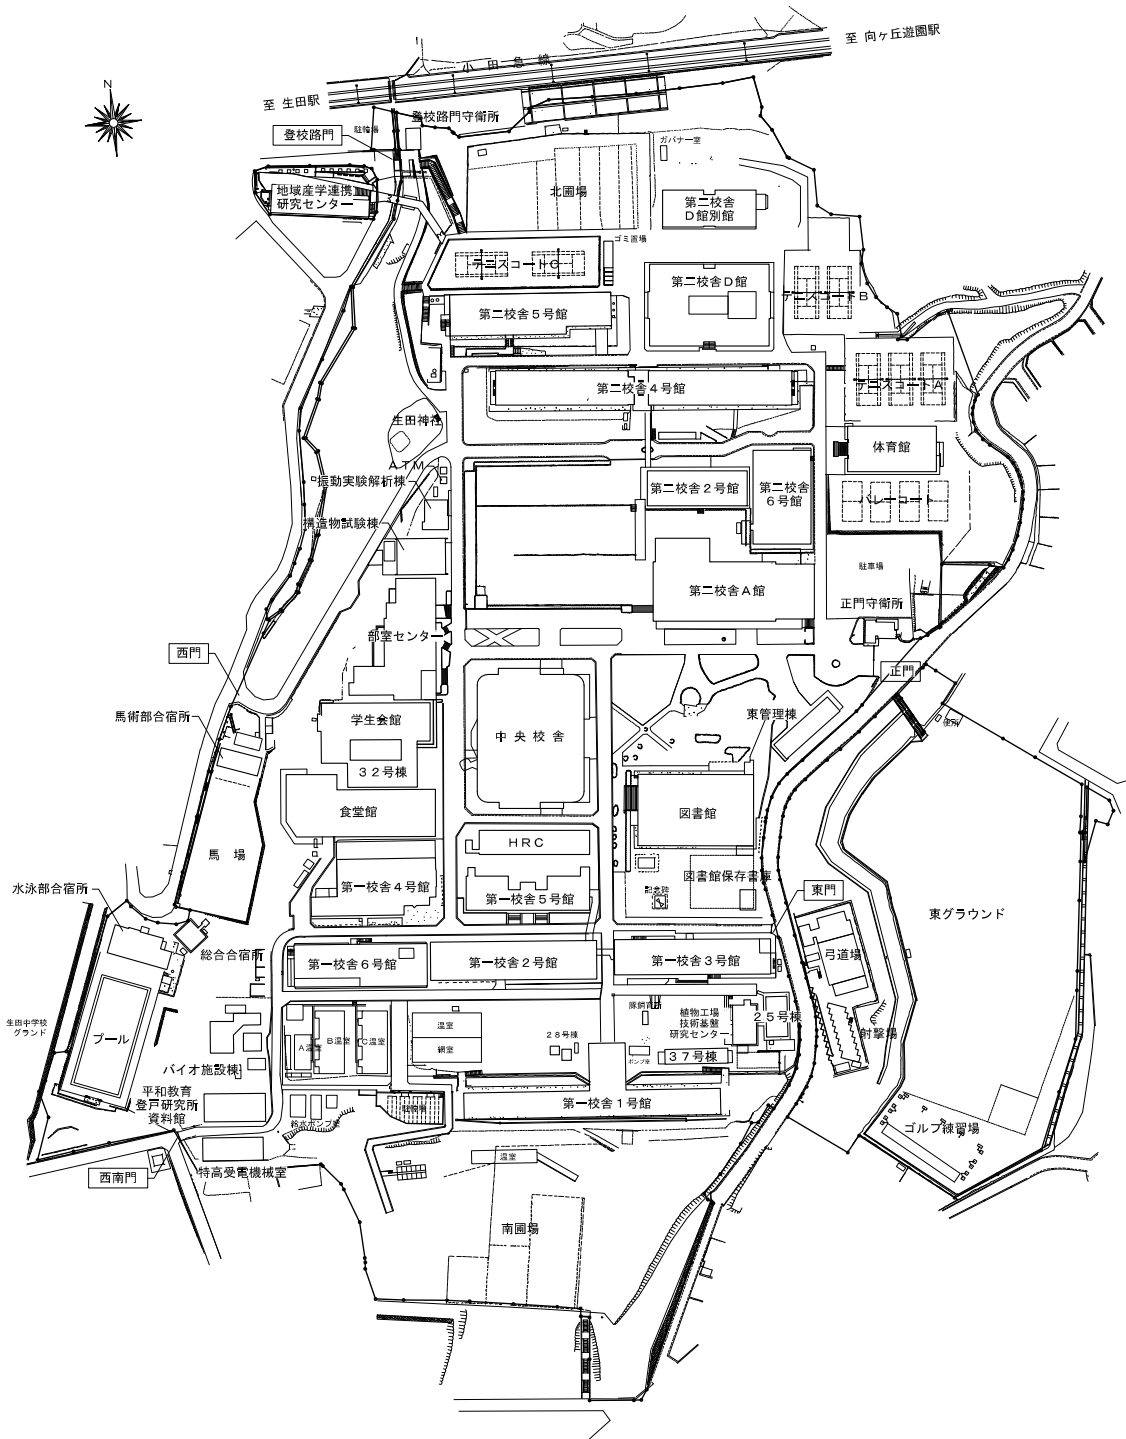 至 向ヶ丘遊園駅
小田急線
至 生田駅
N
登校路門守衛所
駐輪場
登校路門
ガバナー室
地域産学連携
研究センター
北圃場
第二校舎
D館別館
ゴミ置場
テニスコートC
第二校舎D館
テニスコートB
第二校舎5号館
第二校舎4号館
テニスコートA
生田神社
体育館
ATM
振動実験解析棟
第二校舎2号館
第二校舎
6号館
バレーコート
構造物試験棟
駐車場
第二校舎A館
正門守衛所
部室センター
西門
正門
馬術部合宿所
学生会館
東管理棟
便所
中央校舎
32号棟
食堂館
図書館
HRC
馬場
図書館保存書庫
水泳部合宿所
第一校舎4号館
記念碑
東門
第一校舎5号館
東グラウンド
総合合宿所
第一校舎6号館
第一校舎2号館
第一校舎3号館
弓道場
豚飼育所
生田中学校
グランド
プール
植物工場
技術基盤
研究センター
25号棟
射撃場
A温室
B温室
C温室
温室
網室
28号棟
ポンプ室
37号棟
バイオ施設棟
平和教育
登戸研究所
資料館
駐輪場
第一校舎1号館
給水ポンプ室
ゴルフ練習場
温室
西南門
特高受電機械室
南圃場